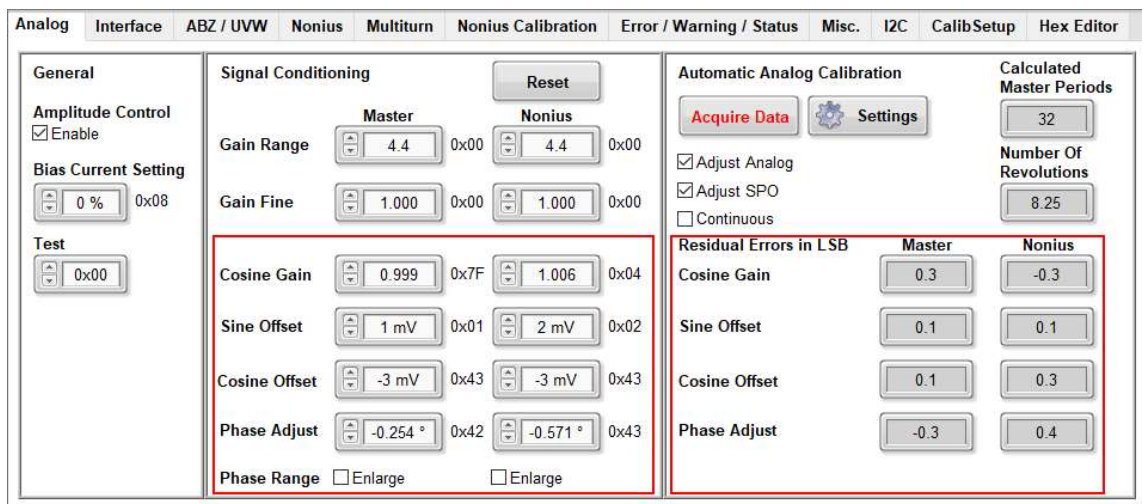 Analog Interface ABZ / UVW Nonius Multiturn Nonius Calibration Error / Warning / Status Misc. I2C CalibSetup Hex Editor
General
Amplitude Control
Enable
Bias Current Setting
0 % 0x08
Test
0x00
Signal Conditioning Reset
Master Nonius
Gain Range 4.4 0x00 4.4 0x00
Gain Fine 1.000 0x00 1.000 0x00
Cosine Gain 0.999 0x7F 1.006 0x04
Sine Offset 1 mV 0x01 2 mV 0x02
Cosine Offset -3 mV 0x43 -3 mV 0x43
Phase Adjust -0.254 ° 0x42 -0.571 ° 0x43
Phase Range Enlarge Enlarge
Automatic Analog Calibration
Acquire Data Settings
Adjust Analog
Adjust SPO
Continuous
Calculated
Master Periods
32
Number Of
Revolutions
8.25
Residual Errors in LSB Master Nonius
Cosine Gain 0.3 -0.3
Sine Offset 0.1 0.1
Cosine Offset 0.1 0.3
Phase Adjust -0.3 0.4